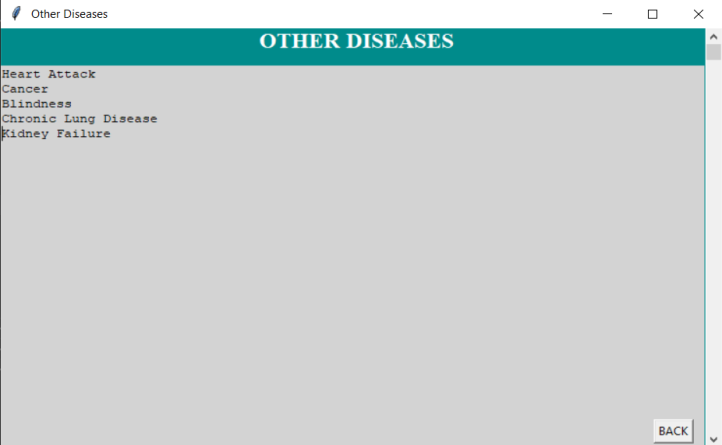 Other Diseases
OTHER DISEASES
Heart Attack
Cancer
Blindness
Chronic Lung Disease
Kidney Failure
BACK